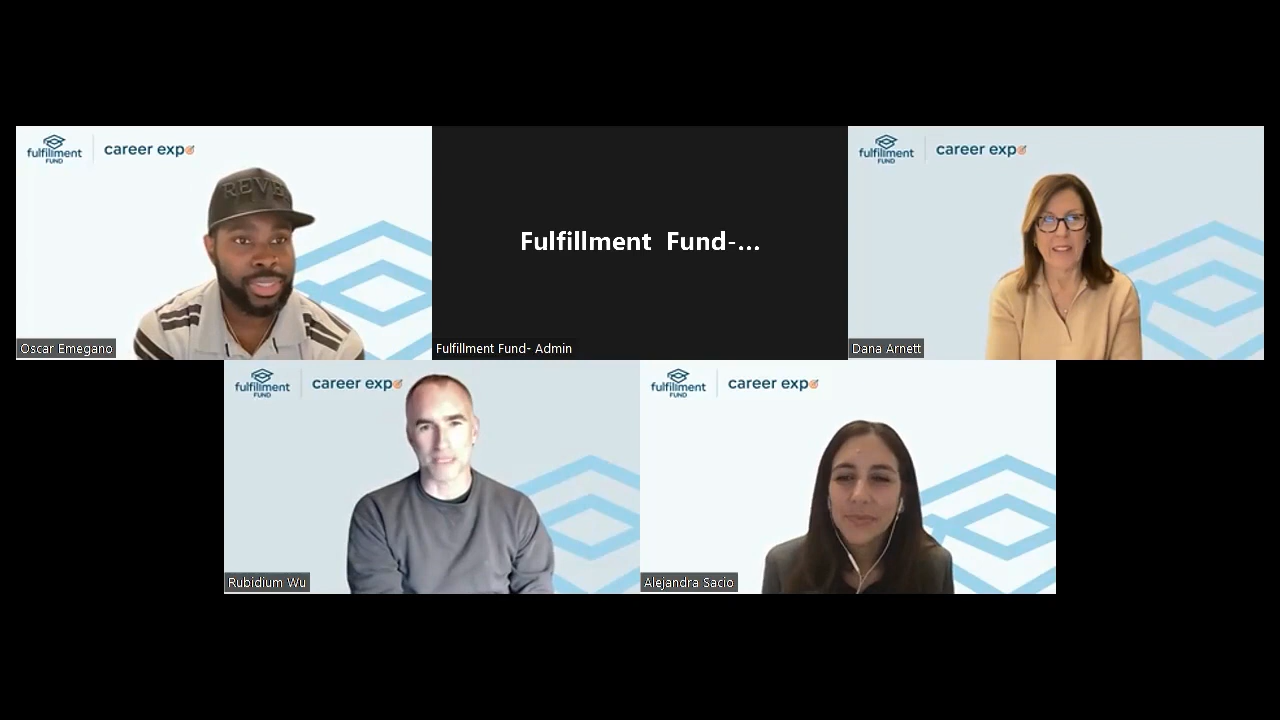 fulfillment
FUND
career expo
REVE
Oscar Emegano
Fulfillment Fund-...
Fulfillment Fund- Admin
fulfillment
FUND
career expo
Dana Arnett
fulfillment
FUND
career expo
Rubidium Wu
fulfillment
FUND
career expo
Alejandra Sacio